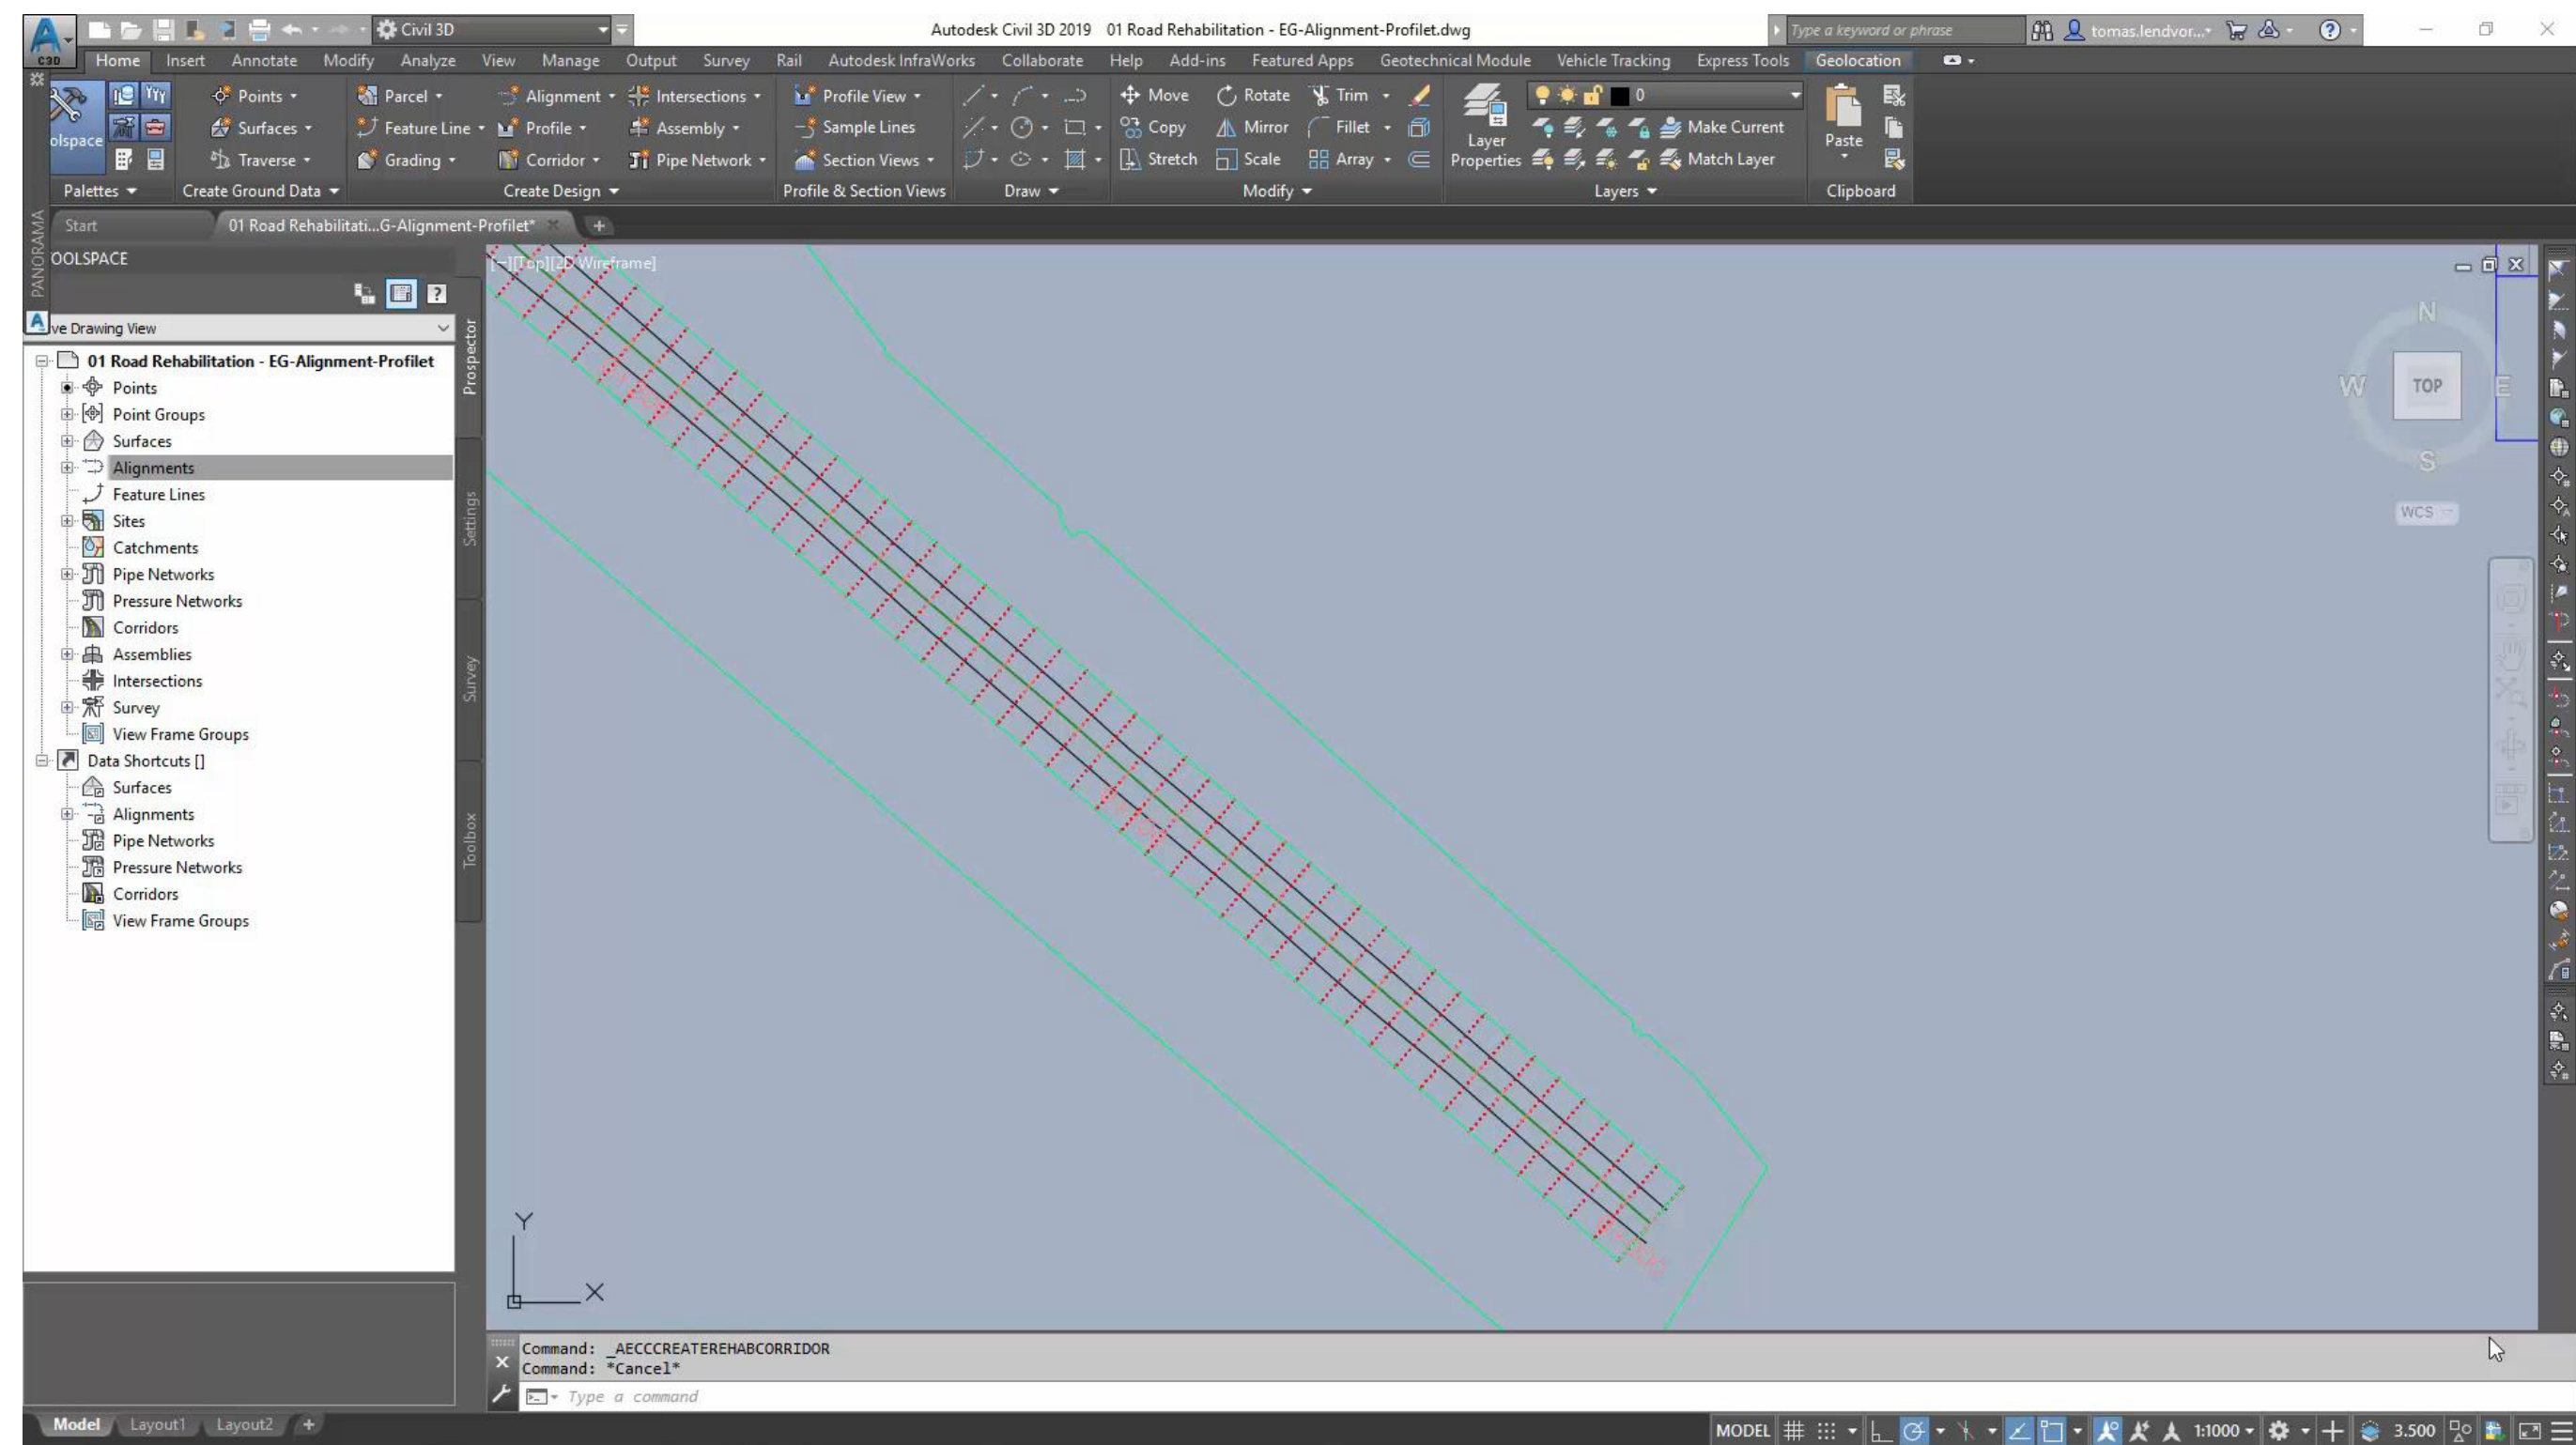 Civil 3D
Autodesk Civil 3D 2019 01 Road Rehabilitation - EG-Alignment-Profilet.dwg
Type a keyword or phrase
tomas.lendvor...
C3D
Home Insert Annotate Modify Analyze View Manage Output Survey Rail Autodesk InfraWorks Collaborate Help Add-ins Featured Apps Geotechnical Module Vehicle Tracking Express Tools Geolocation
Points Parcel Alignment Intersections Profile View Move Rotate Trim 0
olspace Surfaces Feature Line Profile Assembly Sample Lines Copy Mirror Fillet Layer Properties Make Current Paste
Traverse Grading Corridor Pipe Network Section Views Stretch Scale Array Match Layer
Palettes Create Ground Data Create Design Profile & Section Views Draw Modify Layers Clipboard
PANORAMA
Start 01 Road Rehabilitati...G-Alignment-Profilet*
OOLSPACE
[−][Top][2D Wireframe]
ve Drawing View
01 Road Rehabilitation - EG-Alignment-Profilet
Points
Point Groups
Surfaces
Alignments
Feature Lines
Sites
Catchments
Pipe Networks
Pressure Networks
Corridors
Assemblies
Intersections
Survey
View Frame Groups
Data Shortcuts []
Surfaces
Alignments
Pipe Networks
Pressure Networks
Corridors
View Frame Groups
Prospector
Settings
Survey
Toolbox
N
W TOP E
S
WCS
Y
X
Command: _AECCCREATEREHABCORRIDOR
Command: *Cancel*
Type a command
Model Layout1 Layout2 +
MODEL 1:1000 3.500